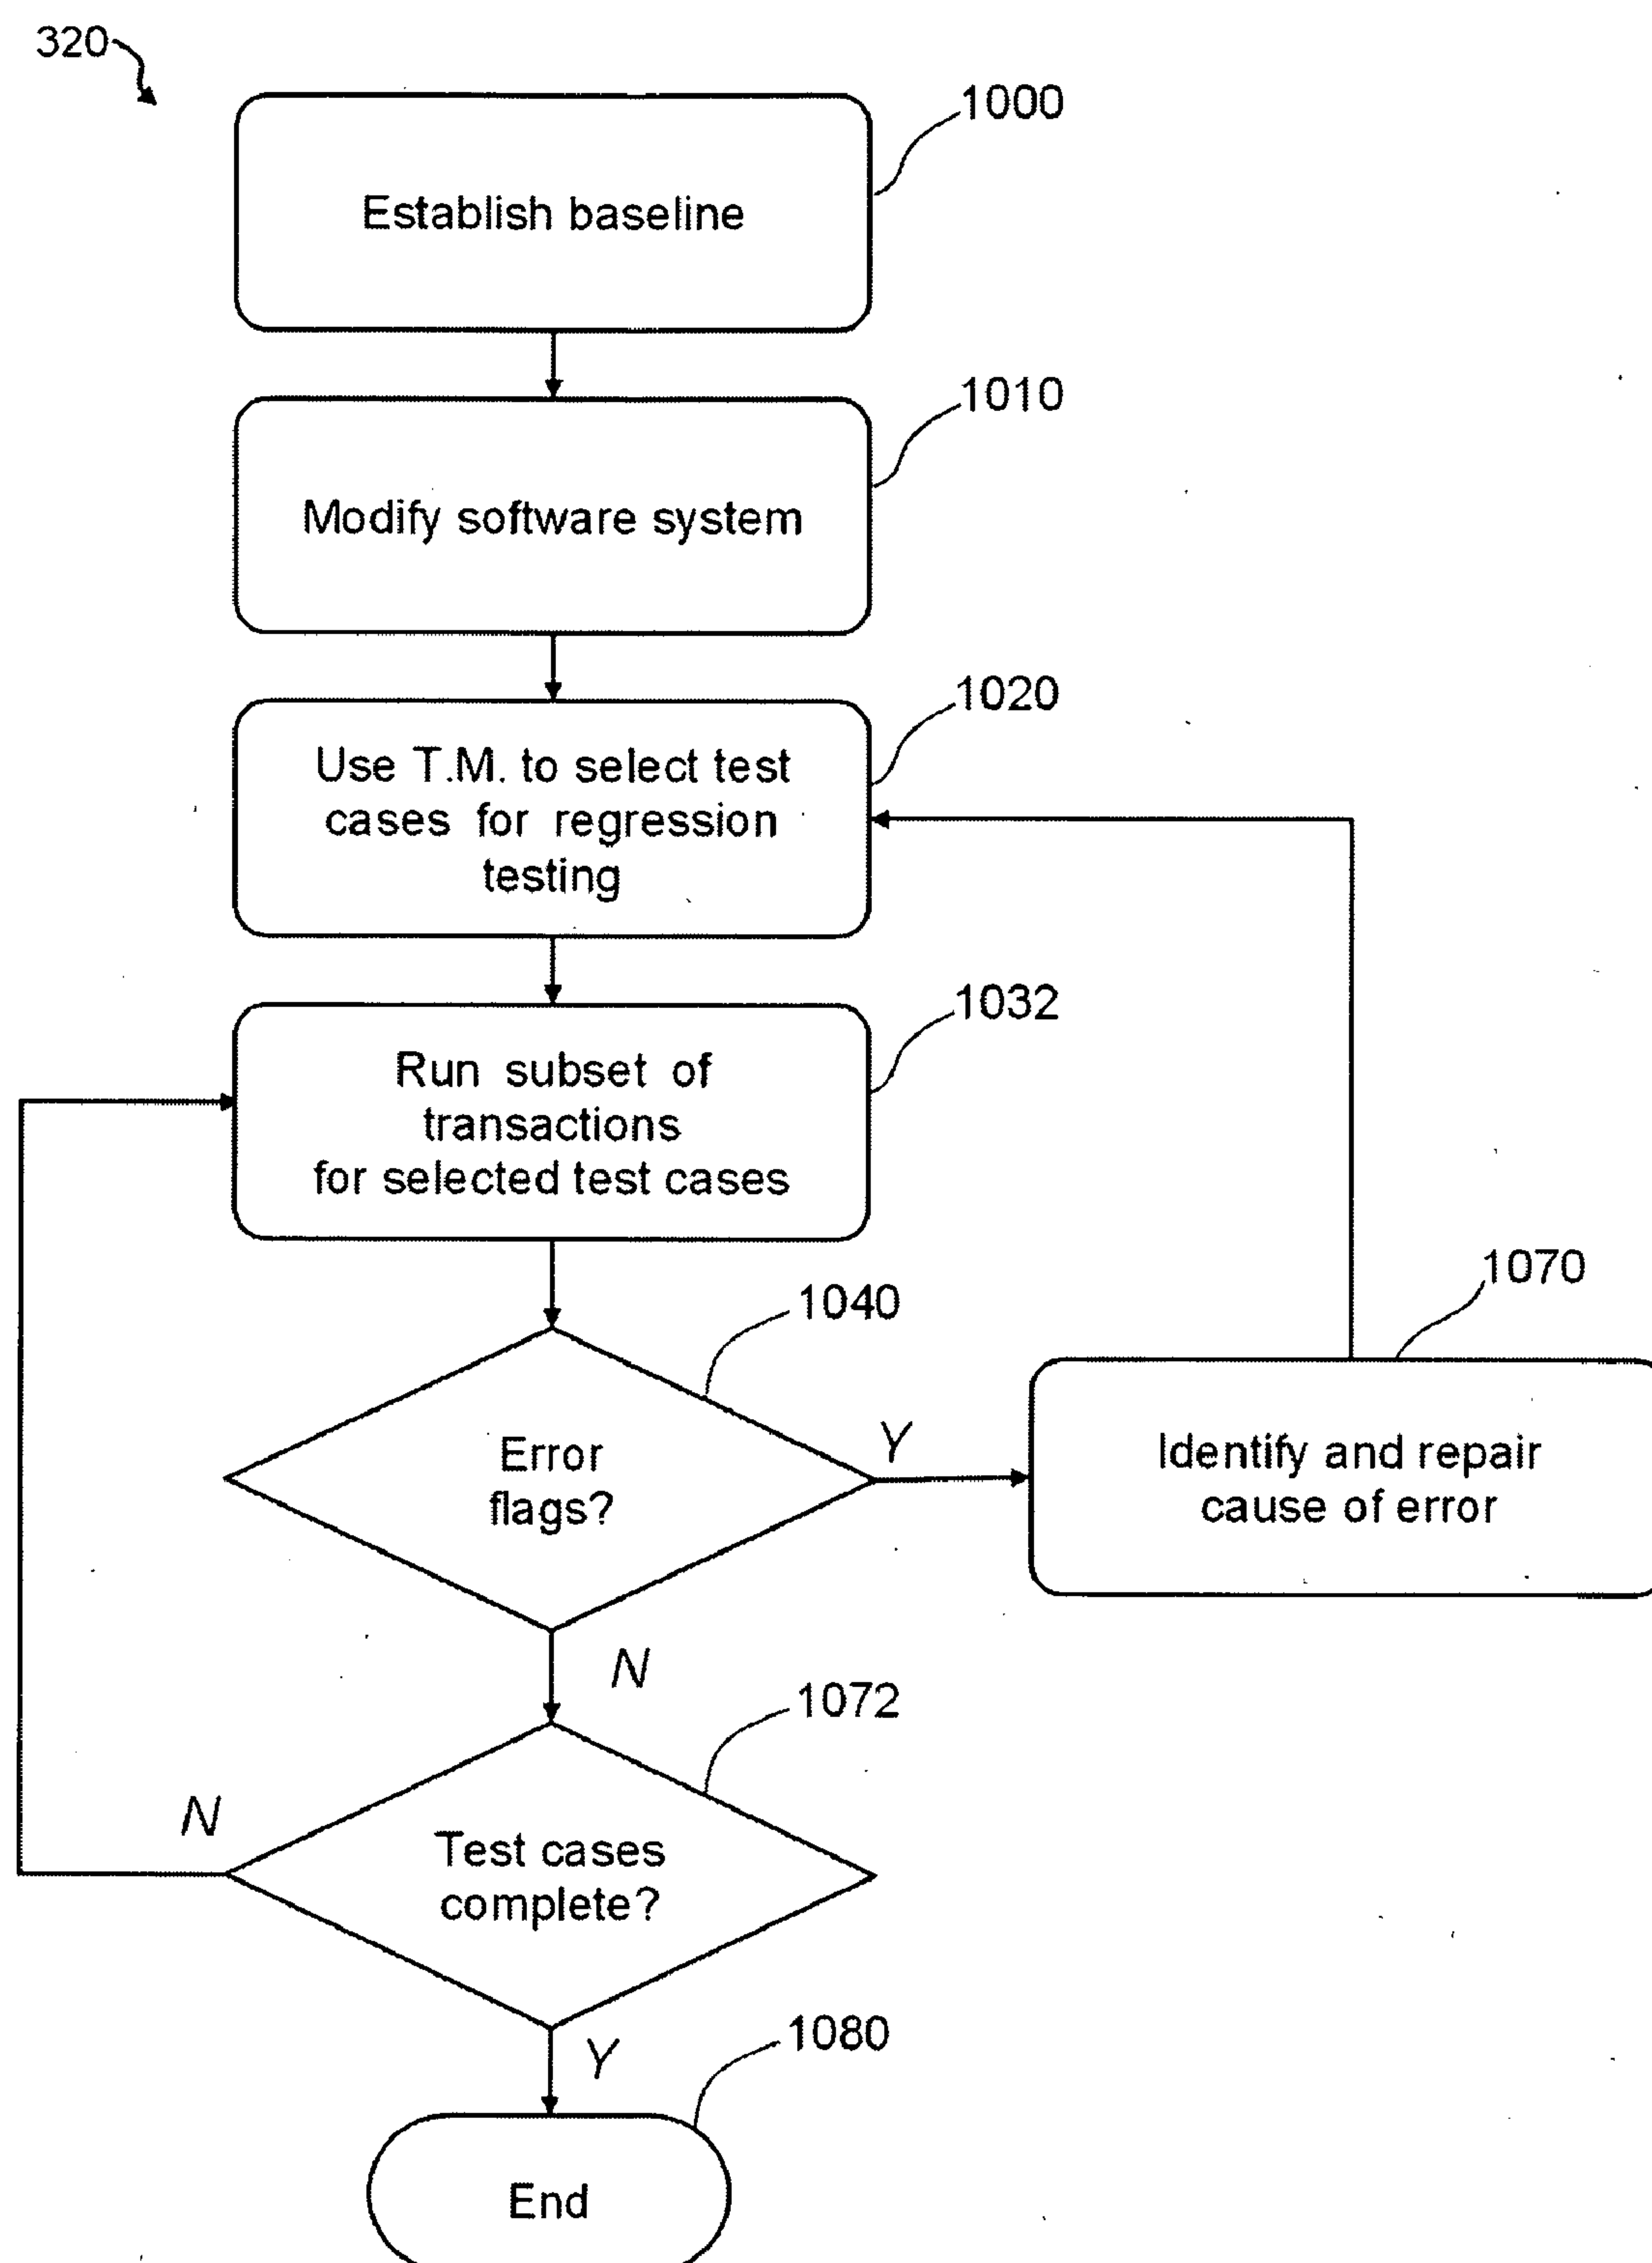 320
1000
Establish baseline
1010
Modify software system
1020
Use T.M. to select test
cases for regression
testing
1032
Run subset of
transactions
for selected test cases
1040
Error
flags?
Y
1070
Identify and repair
cause of error
N
1072
N
Test cases
complete?
Y
1080
End